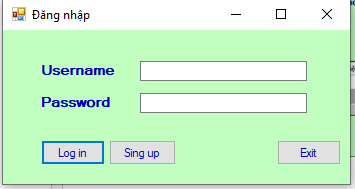 Đăng nhập
Username
Password
Log in Sing up Exit